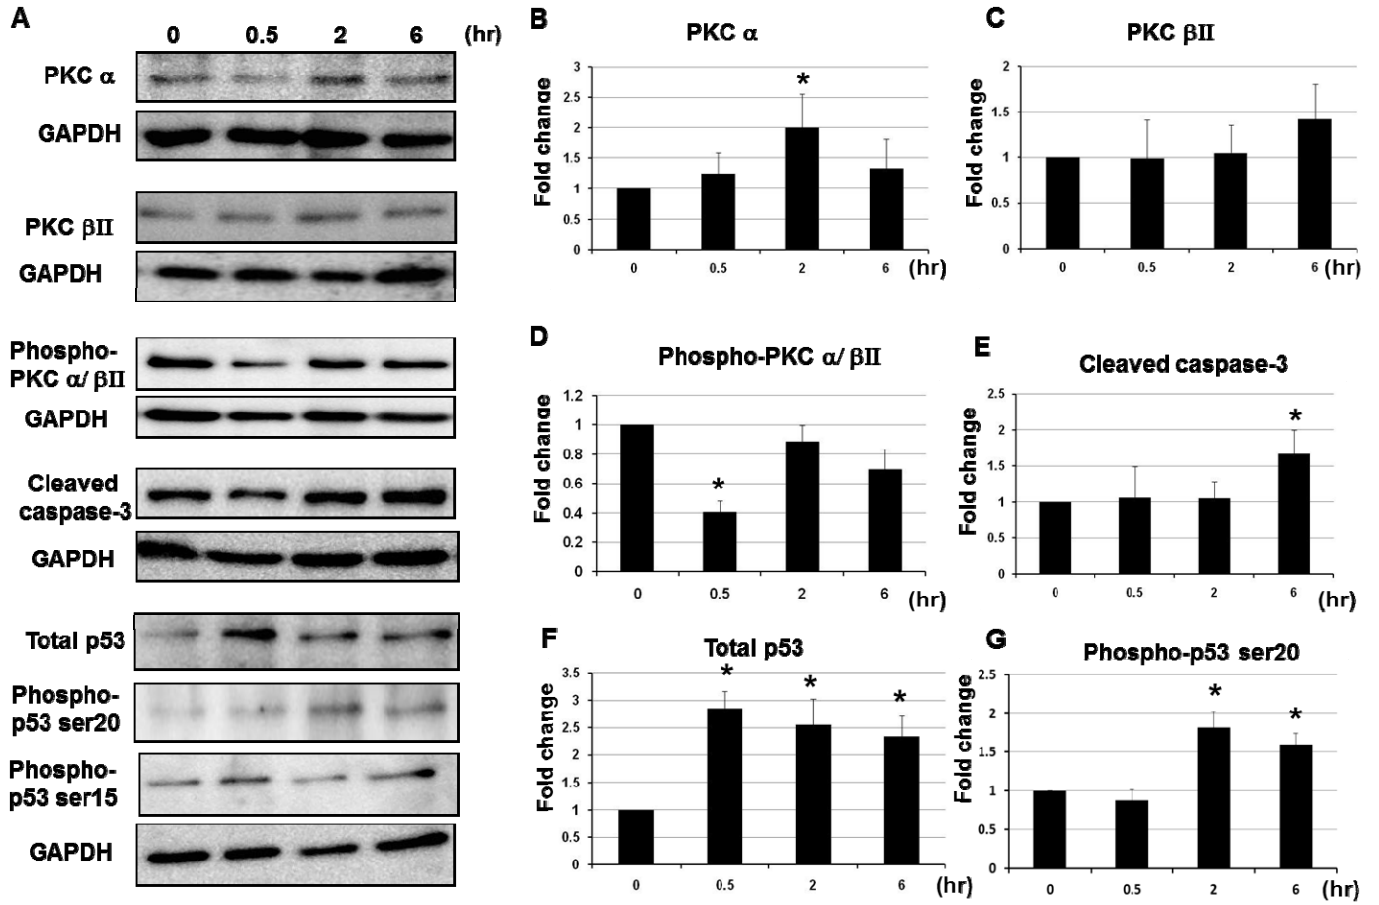 A
0 0.5 2 6 (hr)
PKC α
GAPDH
PKC βII
GAPDH
Phospho-
PKC α/ βII
GAPDH
Cleaved
caspase-3
GAPDH
Total p53
Phospho-
p53 ser20
Phospho-
p53 ser15
GAPDH
B
PKC α
Fold change
3
2.5
2
1.5
1
0.5
0
*
0 0.5 2 6 (hr)
C
PKC βII
Fold change
2
1.5
1
0.5
0
0 0.5 2 6 (hr)
D
Phospho-PKC α/ βII
Fold change
1.2
1
0.8
0.6
0.4
0.2
0
*
0 0.5 2 6 (hr)
E
Cleaved caspase-3
Fold change
2.5
2
1.5
1
0.5
0
*
0 0.5 2 6 (hr)
F
Total p53
Fold change
3.5
3
2.5
2
1.5
1
0.5
0
* * *
0 0.5 2 6 (hr)
G
Phospho-p53 ser20
Fold change
2.5
2
1.5
1
0.5
0
* *
0 0.5 2 6 (hr)